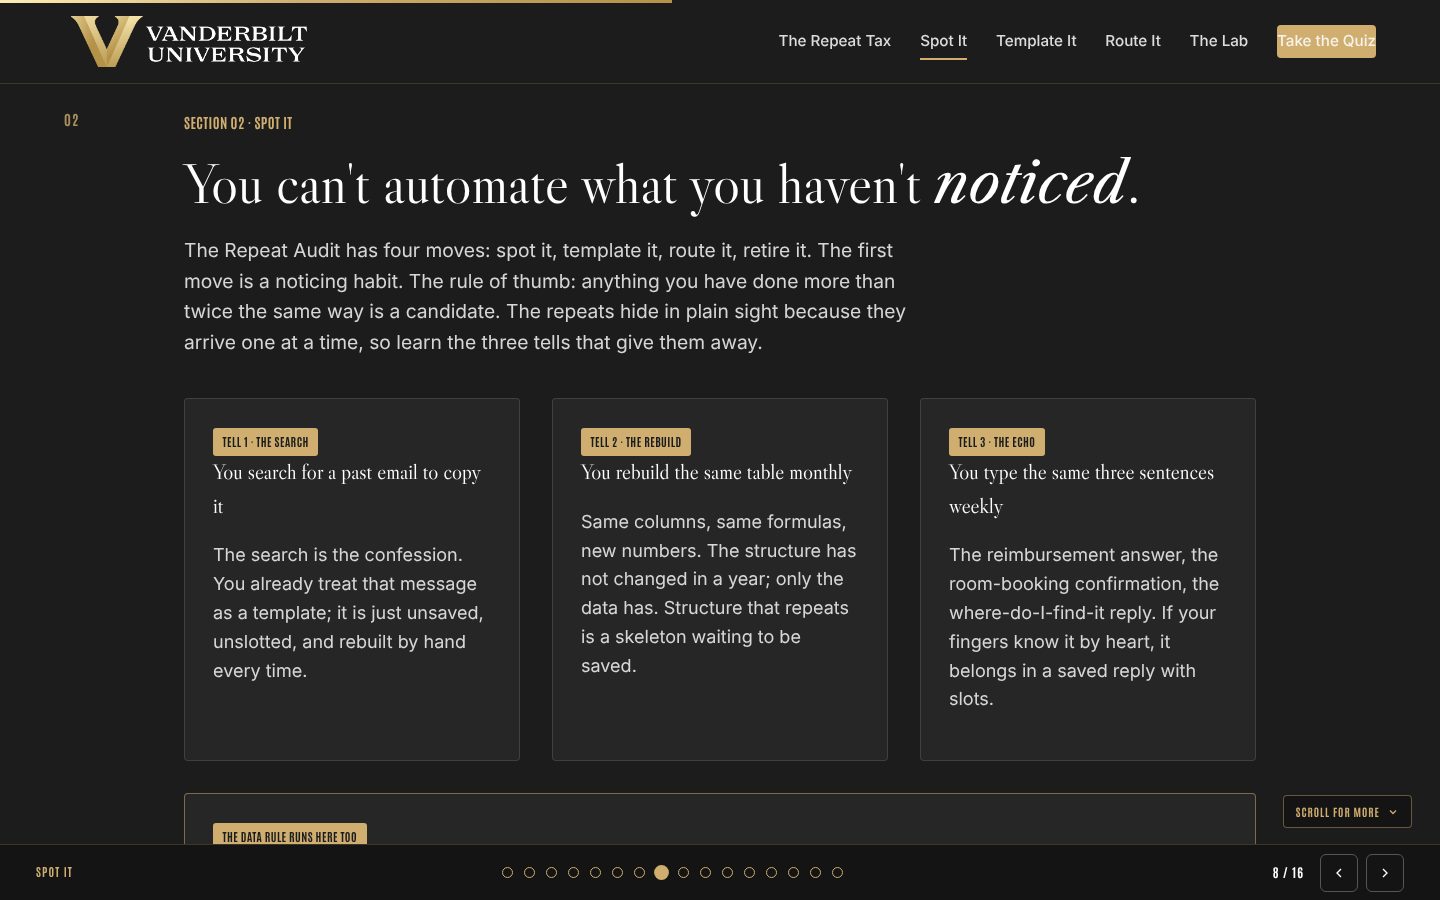 VANDERBILT
UNIVERSITY
The Repeat Tax
Spot It
Template It
Route It
The Lab
Take the Quiz
02
SECTION 02 · SPOT IT
You can't automate what you haven't noticed.
The Repeat Audit has four moves: spot it, template it, route it, retire it. The first
move is a noticing habit. The rule of thumb: anything you have done more than
twice the same way is a candidate. The repeats hide in plain sight because they
arrive one at a time, so learn the three tells that give them away.
TELL 1 · THE SEARCH
You search for a past email to copy
it
The search is the confession.
You already treat that message
as a template; it is just unsaved,
unslotted, and rebuilt by hand
every time.
TELL 2 · THE REBUILD
You rebuild the same table monthly
Same columns, same formulas,
new numbers. The structure has
not changed in a year; only the
data has. Structure that repeats
is a skeleton waiting to be
saved.
TELL 3 · THE ECHO
You type the same three sentences
weekly
The reimbursement answer, the
room-booking confirmation, the
where-do-I-find-it reply. If your
fingers know it by heart, it
belongs in a saved reply with
slots.
THE DATA RULE RUNS HERE TOO
SCROLL FOR MORE
SPOT IT
8 / 16